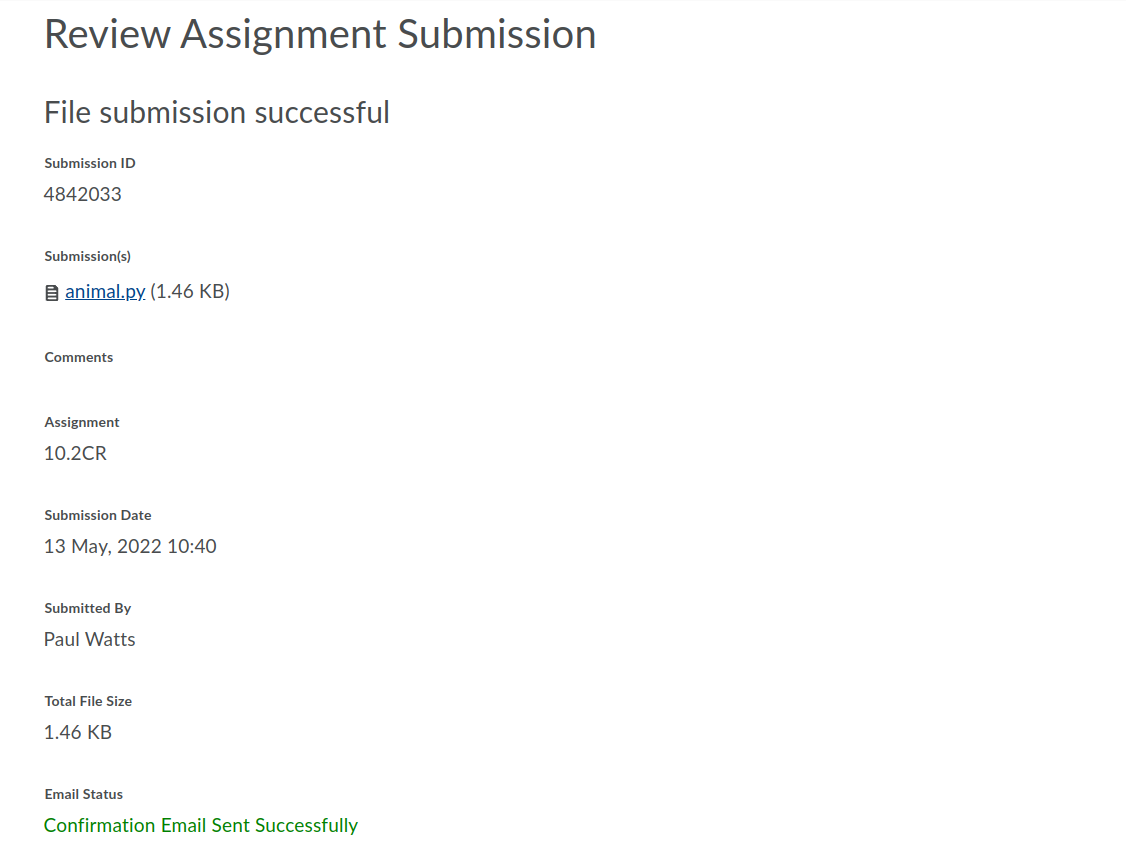 Review Assignment Submission
File submission successful
Submission ID
4842033
Submission(s)
animal.py (1.46 KB)
Comments
Assignment
10.2CR
Submission Date
13 May, 2022 10:40
Submitted By
Paul Watts
Total File Size
1.46 KB
Email Status
Confirmation Email Sent Successfully